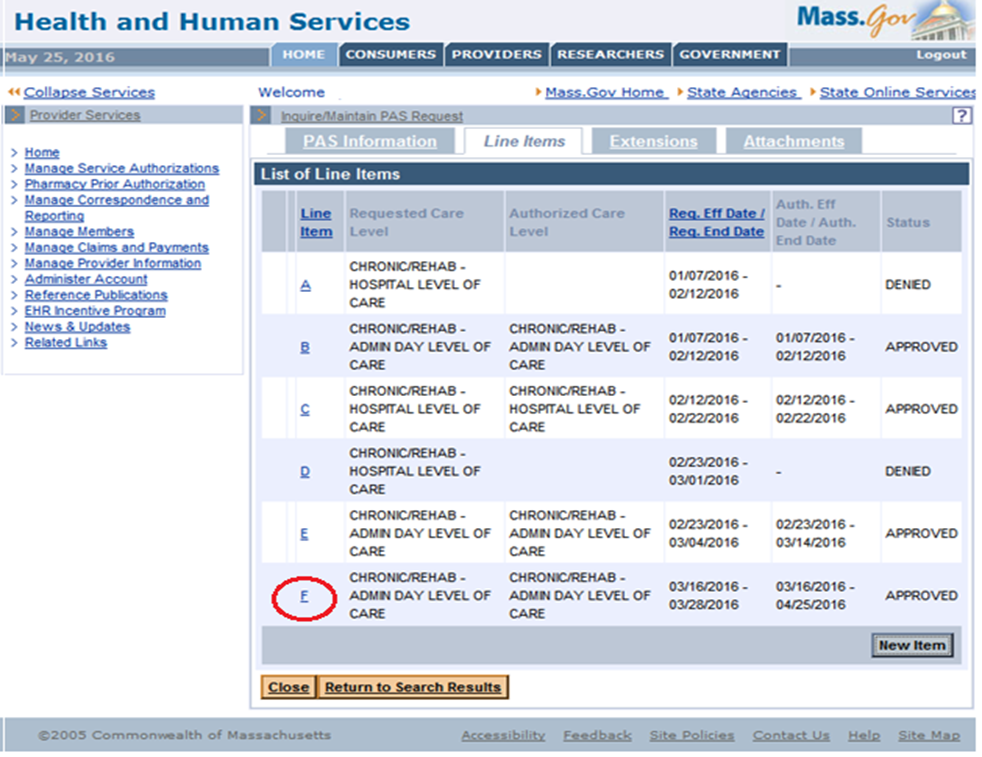 Health and Human Services
Mass.Gov
May 25, 2016
HOME CONSUMERS PROVIDERS RESEARCHERS GOVERNMENT Logout
Collapse Services
Welcome
Mass.Gov Home State Agencies State Online Services
Provider Services
Home
Manage Service Authorizations
Pharmacy Prior Authorization
Manage Correspondence and
Reporting
Manage Members
Manage Claims and Payments
Manage Provider Information
Administer Account
Reference Publications
EHR Incentive Program
News & Updates
Related Links
Inquire/Maintain PAS Request ?
PAS Information Line Items Extensions Attachments
List of Line Items
Line Item Requested Care Level Authorized Care Level Req. Eff Date / Req. End Date Auth. Eff Date / Auth. End Date Status
A CHRONIC/REHAB - HOSPITAL LEVEL OF CARE 01/07/2016 - 02/12/2016 - DENIED
B CHRONIC/REHAB - ADMIN DAY LEVEL OF CARE CHRONIC/REHAB - ADMIN DAY LEVEL OF CARE 01/07/2016 - 02/12/2016 01/07/2016 - 02/12/2016 APPROVED
C CHRONIC/REHAB - HOSPITAL LEVEL OF CARE CHRONIC/REHAB - HOSPITAL LEVEL OF CARE 02/12/2016 - 02/22/2016 02/12/2016 - 02/22/2016 APPROVED
D CHRONIC/REHAB - HOSPITAL LEVEL OF CARE 02/23/2016 - 03/01/2016 - DENIED
E CHRONIC/REHAB - ADMIN DAY LEVEL OF CARE CHRONIC/REHAB - ADMIN DAY LEVEL OF CARE 02/23/2016 - 03/04/2016 02/23/2016 - 03/14/2016 APPROVED
F CHRONIC/REHAB - ADMIN DAY LEVEL OF CARE CHRONIC/REHAB - ADMIN DAY LEVEL OF CARE 03/16/2016 - 03/28/2016 03/16/2016 - 04/25/2016 APPROVED
New Item
Close Return to Search Results
©2005 Commonwealth of Massachusetts
Accessibility Feedback Site Policies Contact Us Help Site Map